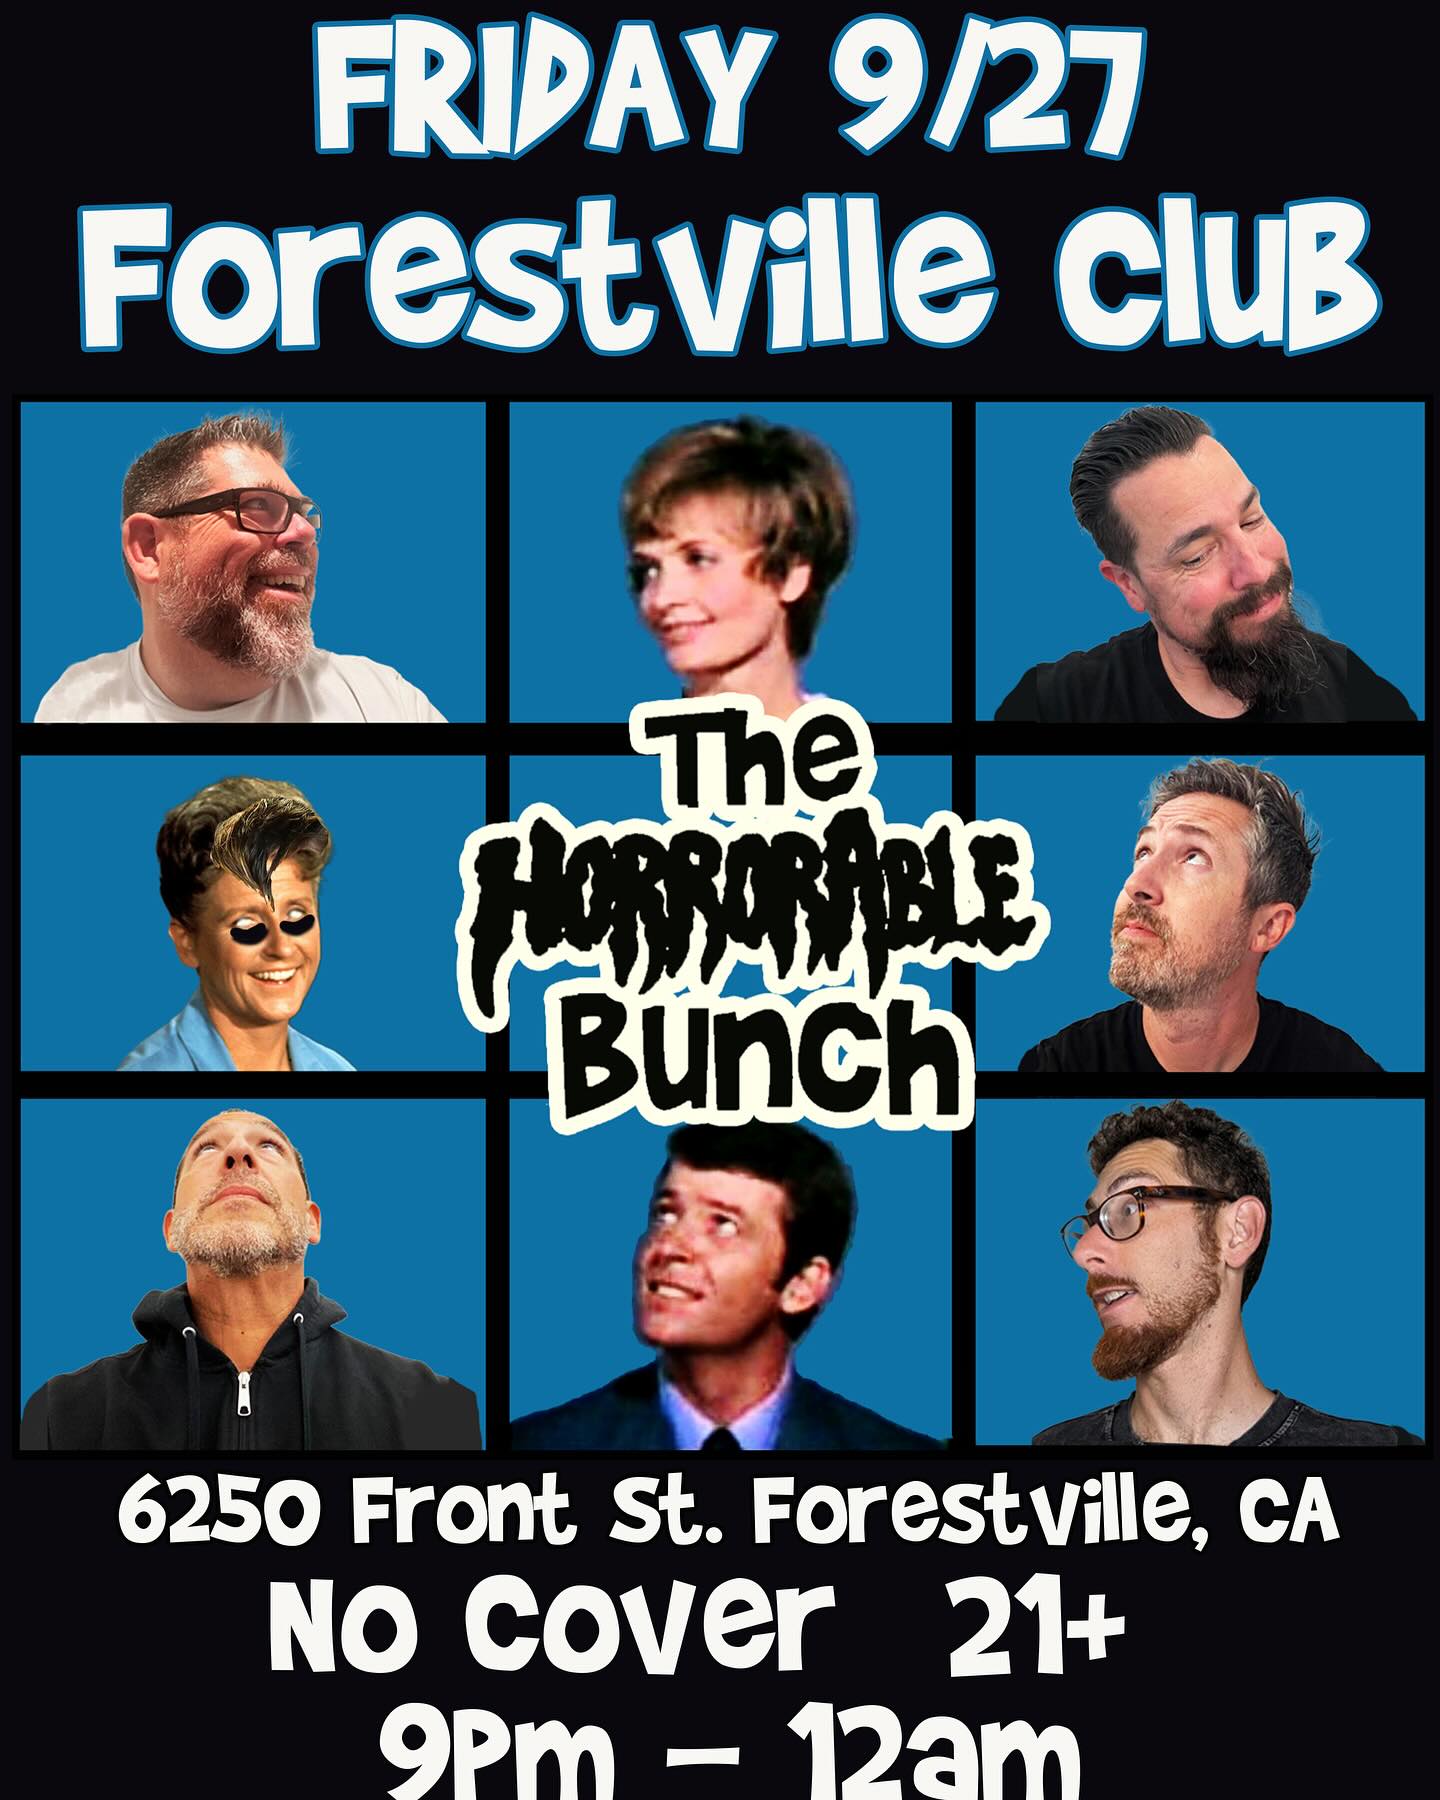 FRIDAY 9/27
Forestville Club
The
HORRORABLE
Bunch
6250 Front St. Forestville, CA
No Cover 21+
9pm – 12am